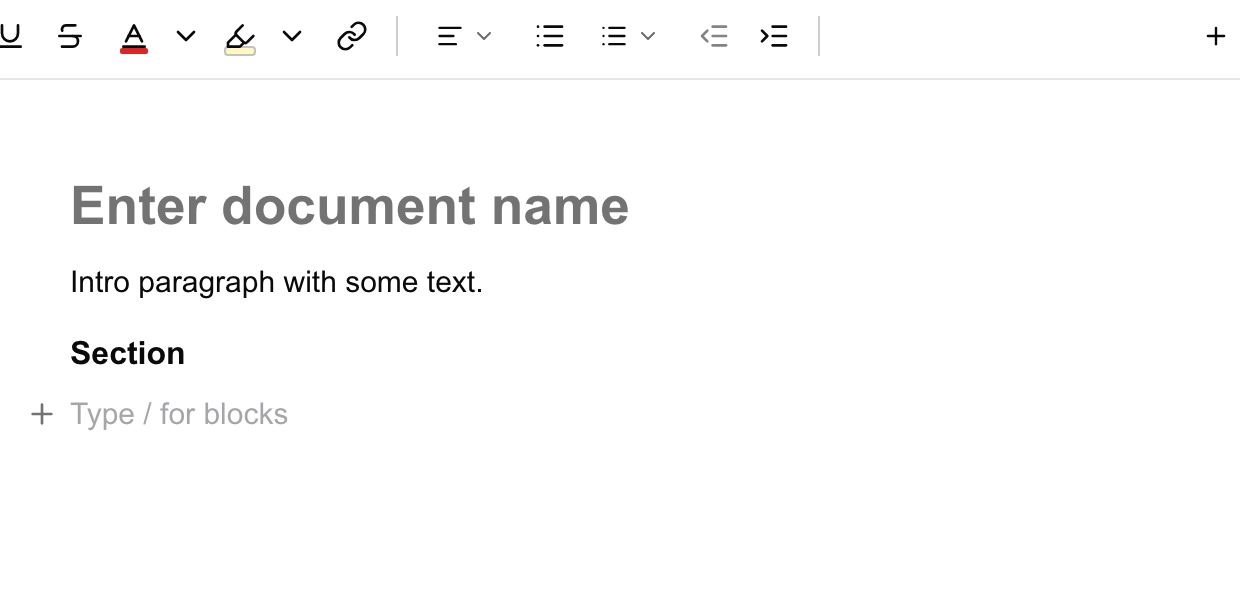 Enter document name
Intro paragraph with some text.
Section
Type / for blocks